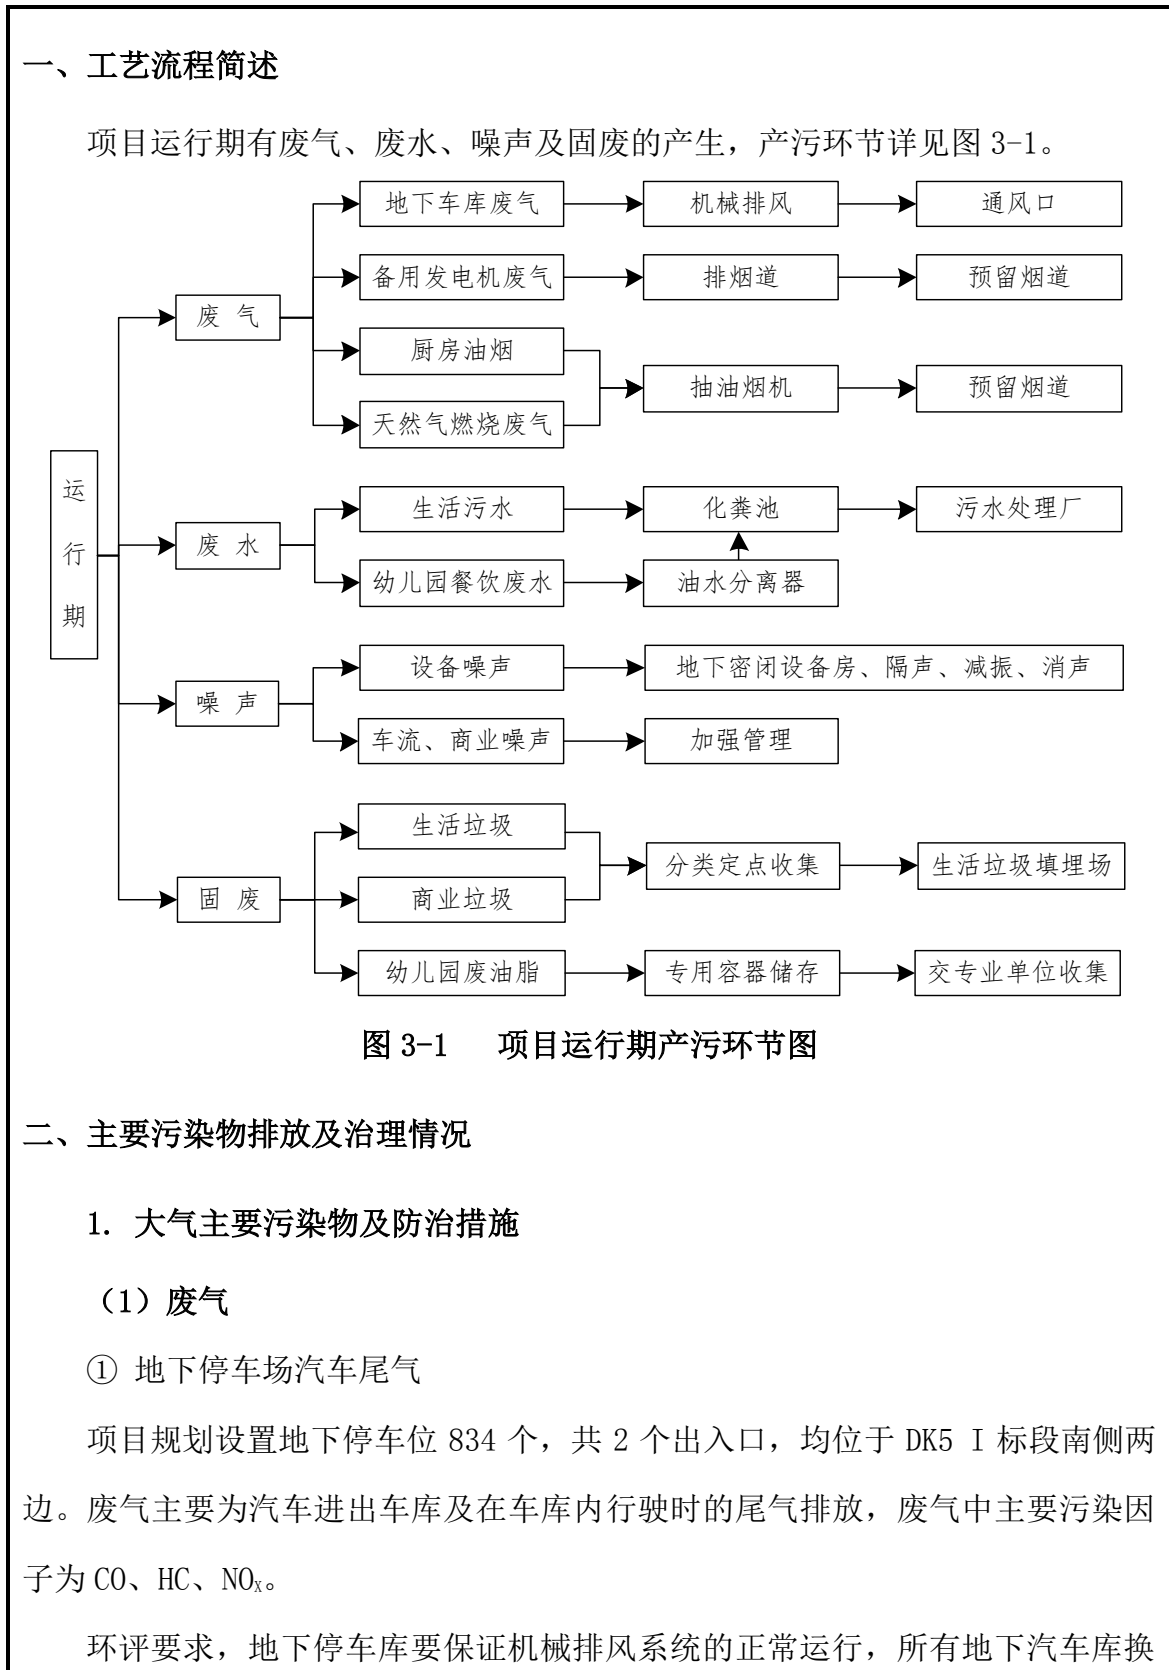 一、工艺流程简述
项目运行期有废气、废水、噪声及固废的产生，产污环节详见图 3-1。
地下车库废气 机械排风 通风口
备用发电机废气 排烟道 预留烟道
废 气
厨房油烟
抽油烟机 预留烟道
天然气燃烧废气
运行期
生活污水 化粪池 污水处理厂
废 水
幼儿园餐饮废水 油水分离器
设备噪声 地下密闭设备房、隔声、减振、消声
噪 声
车流、商业噪声 加强管理
生活垃圾
分类定点收集 生活垃圾填埋场
固 废 商业垃圾
幼儿园废油脂 专用容器储存 交专业单位收集
图 3-1 项目运行期产污环节图
二、主要污染物排放及治理情况
1. 大气主要污染物及防治措施
（1）废气
① 地下停车场汽车尾气
项目规划设置地下停车位 834 个，共 2 个出入口，均位于 DK5 I 标段南侧两
边。废气主要为汽车进出车库及在车库内行驶时的尾气排放，废气中主要污染因
子为 CO、HC、NOX。
环评要求，地下停车库要保证机械排风系统的正常运行，所有地下汽车库换